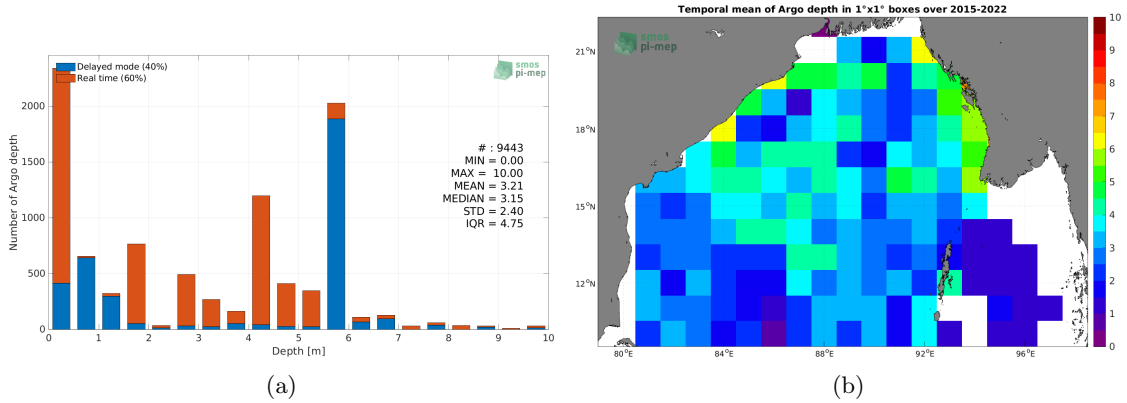 smos
pi-mep
Delayed mode (40%)
Real time (60%)
# : 9443
MIN = 0.00
MAX = 10.00
MEAN = 3.21
MEDIAN = 3.15
STD = 2.40
IQR = 4.75
Number of Argo depth
2000
1500
1000
500
0
0 1 2 3 4 5 6 7 8 9 10
Depth [m]
(a)
Temporal mean of Argo depth in 1°x1° boxes over 2015-2022
smos
pi-mep
21°N
18°N
15°N
12°N
80°E 84°E 88°E 92°E 96°E
10
9
8
7
6
5
4
3
2
1
0
(b)